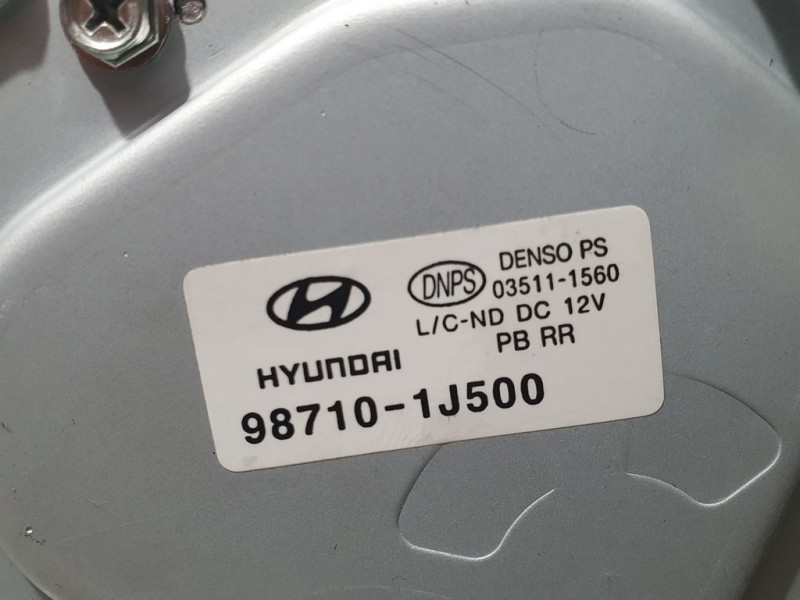 DNPS
DENSO PS
03511-1560
L/C-ND DC 12V
PB RR
HYUNDAI
98710-1J500